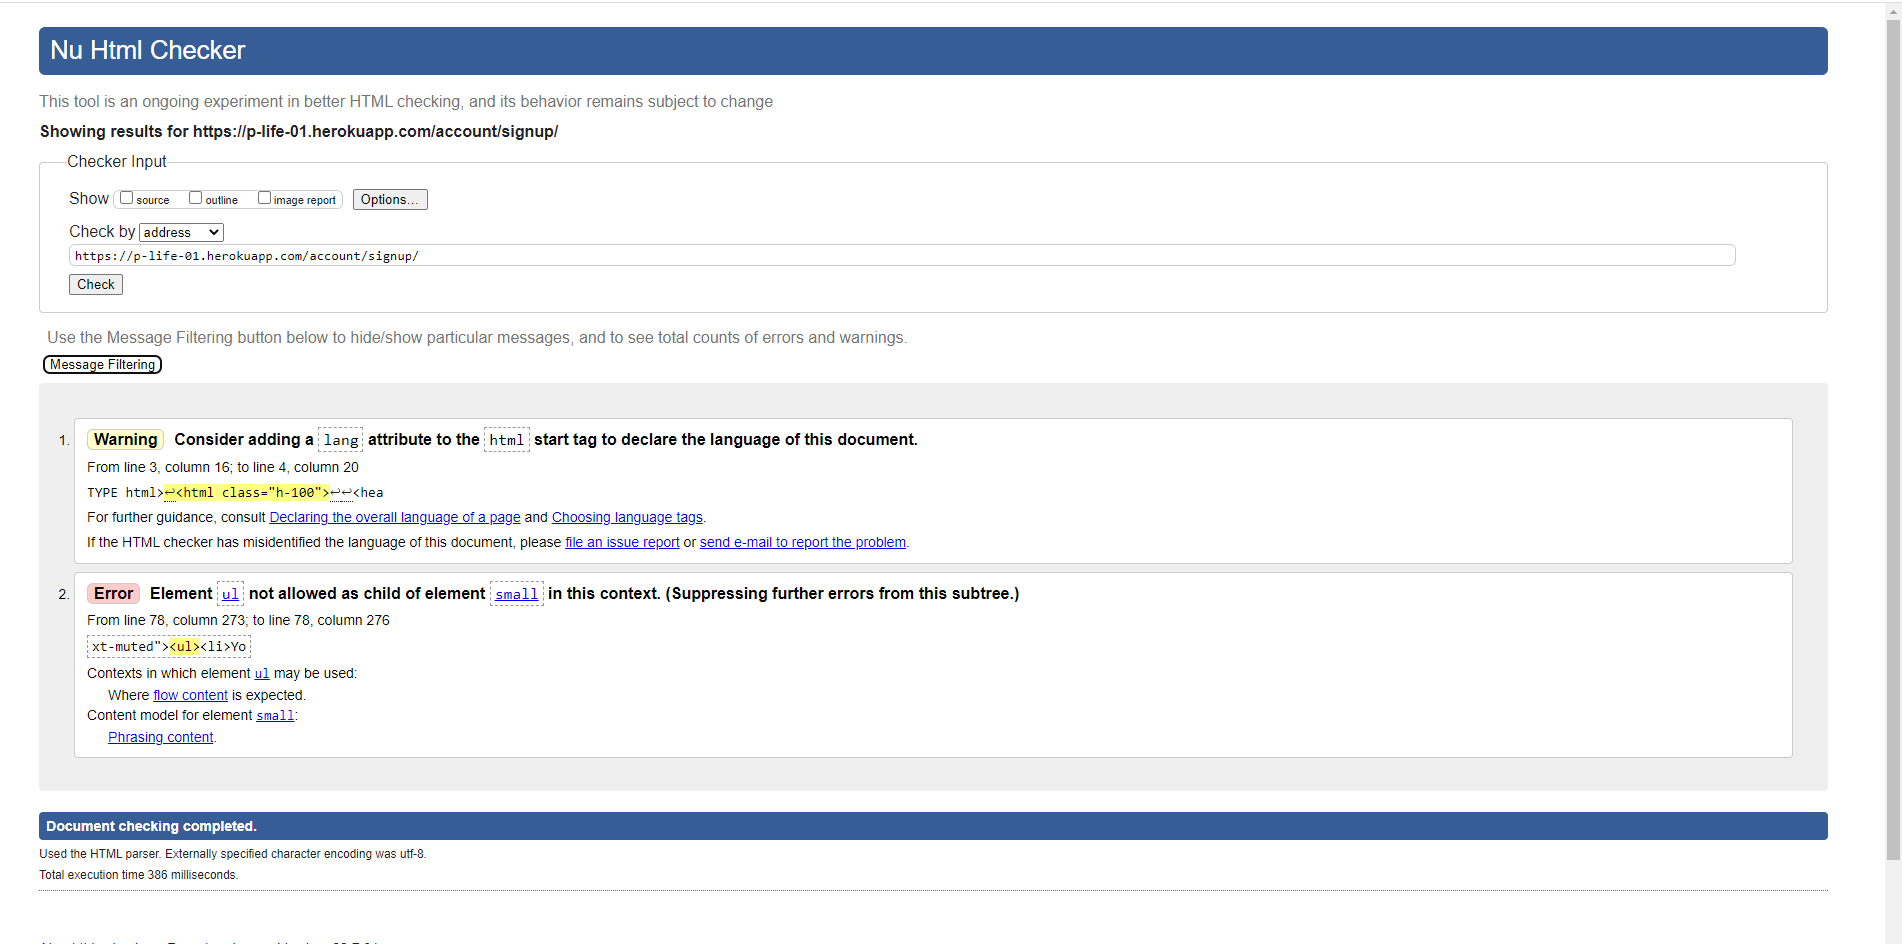 Nu Html Checker
This tool is an ongoing experiment in better HTML checking, and its behavior remains subject to change
Showing results for https://p-life-01.herokuapp.com/account/signup/
Checker Input
Show source outline image report Options...
Check by address
https://p-life-01.herokuapp.com/account/signup/
Check
Use the Message Filtering button below to hide/show particular messages, and to see total counts of errors and warnings.
Message Filtering
1. Warning Consider adding a lang attribute to the html start tag to declare the language of this document.
From line 3, column 16; to line 4, column 20
TYPE html>↩<html class="h-100">↩↩<hea
For further guidance, consult Declaring the overall language of a page and Choosing language tags.
If the HTML checker has misidentified the language of this document, please file an issue report or send e-mail to report the problem.
2. Error Element ul not allowed as child of element small in this context. (Suppressing further errors from this subtree.)
From line 78, column 273; to line 78, column 276
xt-muted"><ul><li>Yo
Contexts in which element ul may be used:
Where flow content is expected.
Content model for element small:
Phrasing content.
Document checking completed.
Used the HTML parser. Externally specified character encoding was utf-8.
Total execution time 386 milliseconds.